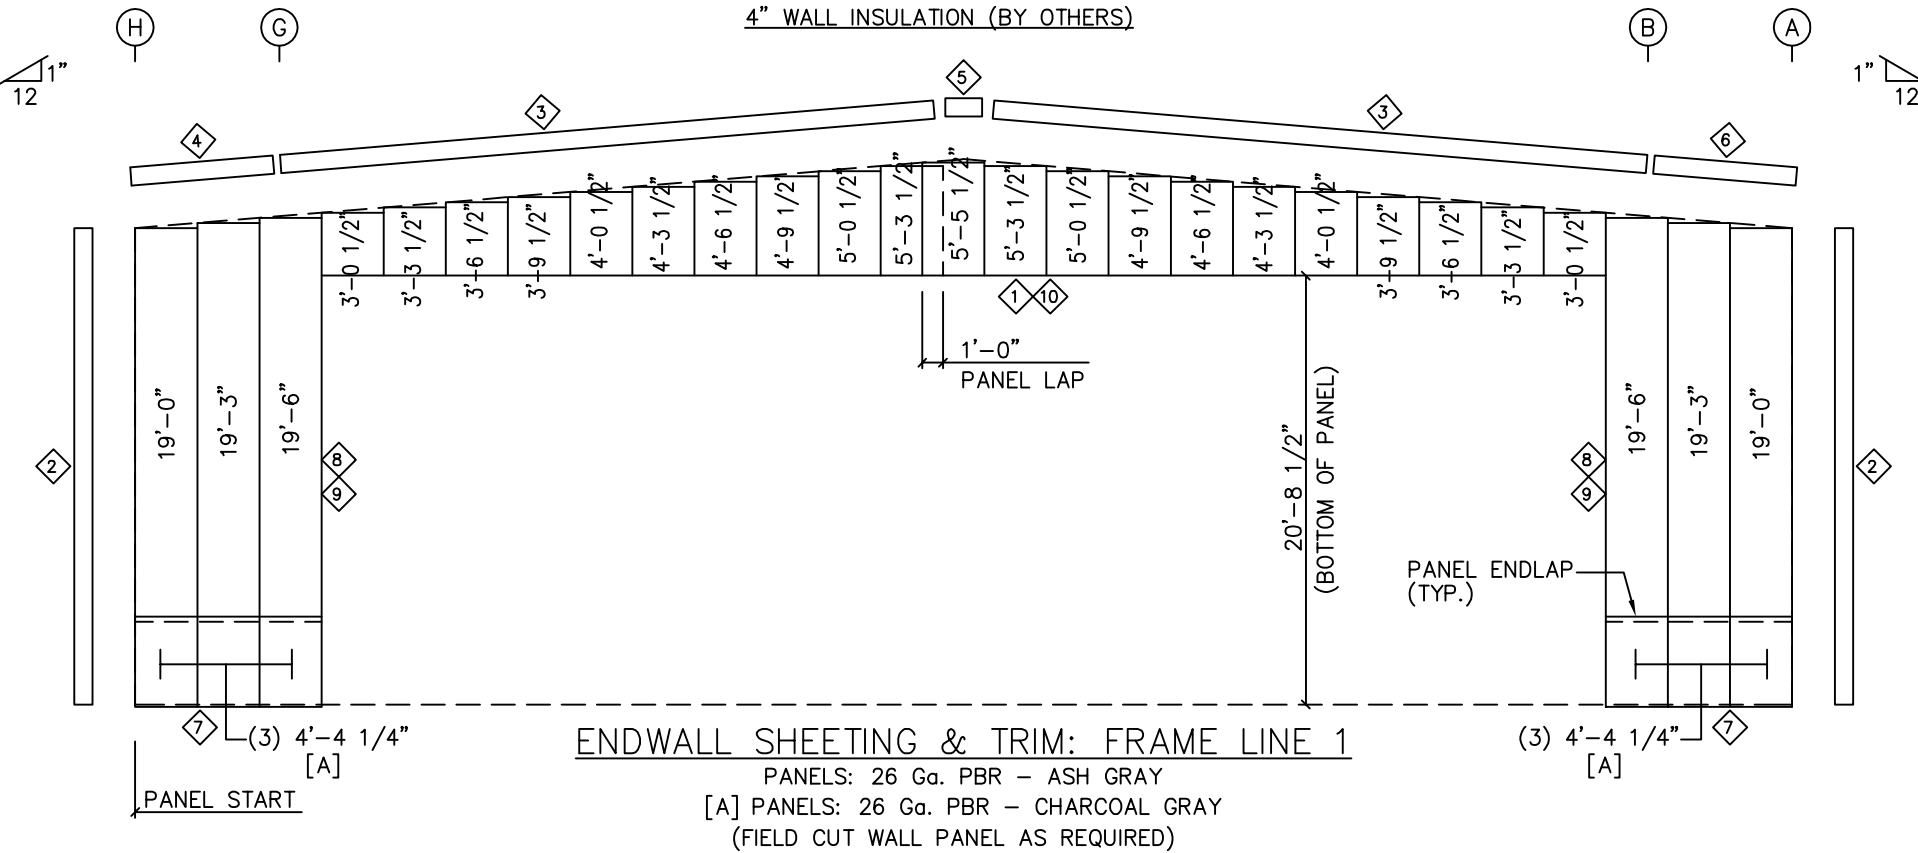 4” WALL INSULATION (BY OTHERS)
H G B A
1” 12
1” 12
4 3 5 3 6
3’–0 1/2” 3’–3 1/2” 3’–6 1/2” 3’–9 1/2” 4’–0 1/2” 4’–3 1/2” 4’–6 1/2” 4’–9 1/2” 5’–0 1/2” 5’–3 1/2” 5’–5 1/2” 5’–3 1/2” 5’–0 1/2” 4’–9 1/2” 4’–6 1/2” 4’–3 1/2” 4’–0 1/2” 3’–9 1/2” 3’–6 1/2” 3’–3 1/2” 3’–0 1/2”
1 10
1’–0”
PANEL LAP
19’–0” 19’–3” 19’–6”
19’–6” 19’–3” 19’–0”
20’–8 1/2”
(BOTTOM OF PANEL)
2 8 8 2
9 9
PANEL ENDLAP
(TYP.)
7 7
(3) 4’–4 1/4”
[A]
(3) 4’–4 1/4”
[A]
PANEL START
ENDWALL SHEETING & TRIM: FRAME LINE 1
PANELS: 26 Ga. PBR – ASH GRAY
[A] PANELS: 26 Ga. PBR – CHARCOAL GRAY
(FIELD CUT WALL PANEL AS REQUIRED)